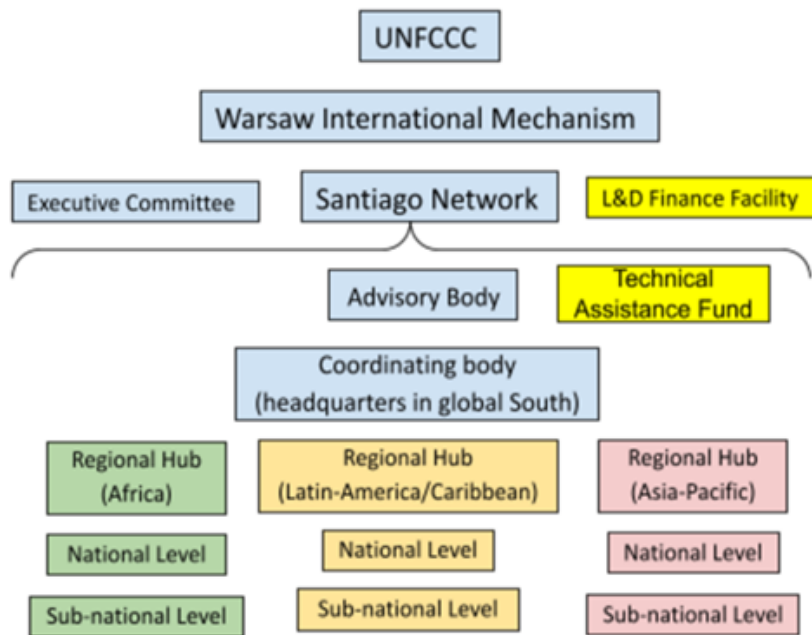 UNFCCC
Warsaw International Mechanism
Executive Committee
Santiago Network
L&D Finance Facility
Advisory Body
Technical
Assistance Fund
Coordinating body
(headquarters in global South)
Regional Hub
(Africa)
Regional Hub
(Latin-America/Caribbean)
Regional Hub
(Asia-Pacific)
National Level
National Level
National Level
Sub-national Level
Sub-national Level
Sub-national Level